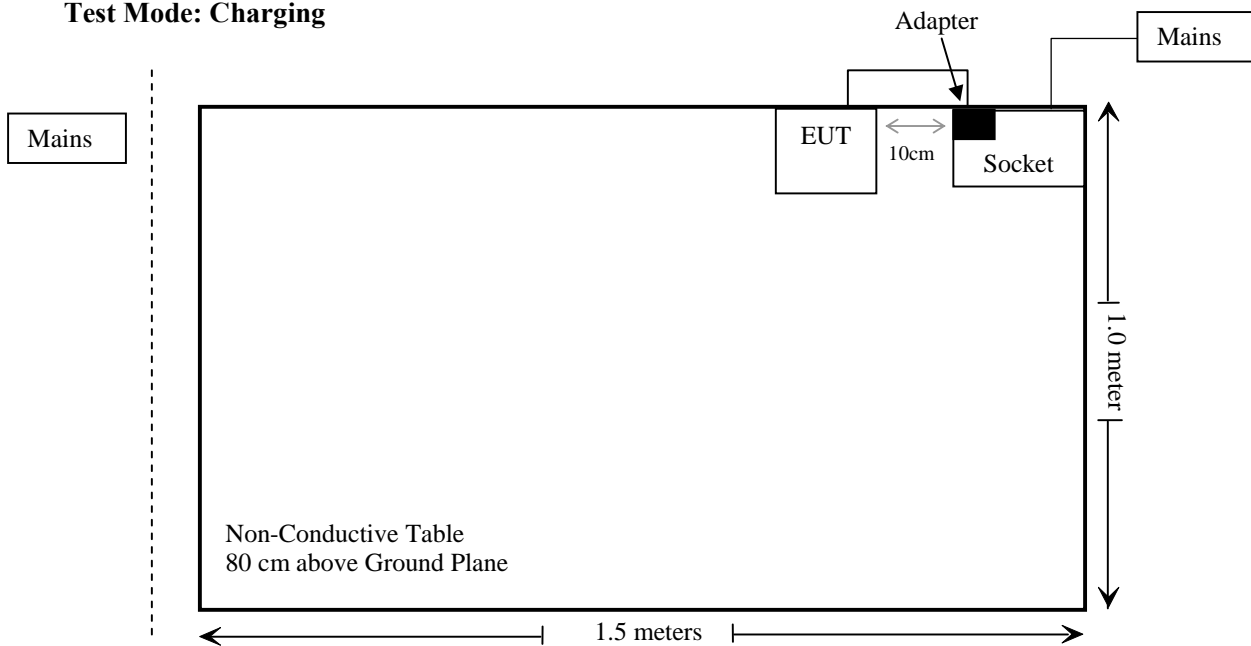 Test Mode: Charging
Adapter
Mains
Mains
EUT
10cm
Socket
1.0 meter
Non-Conductive Table
80 cm above Ground Plane
1.5 meters